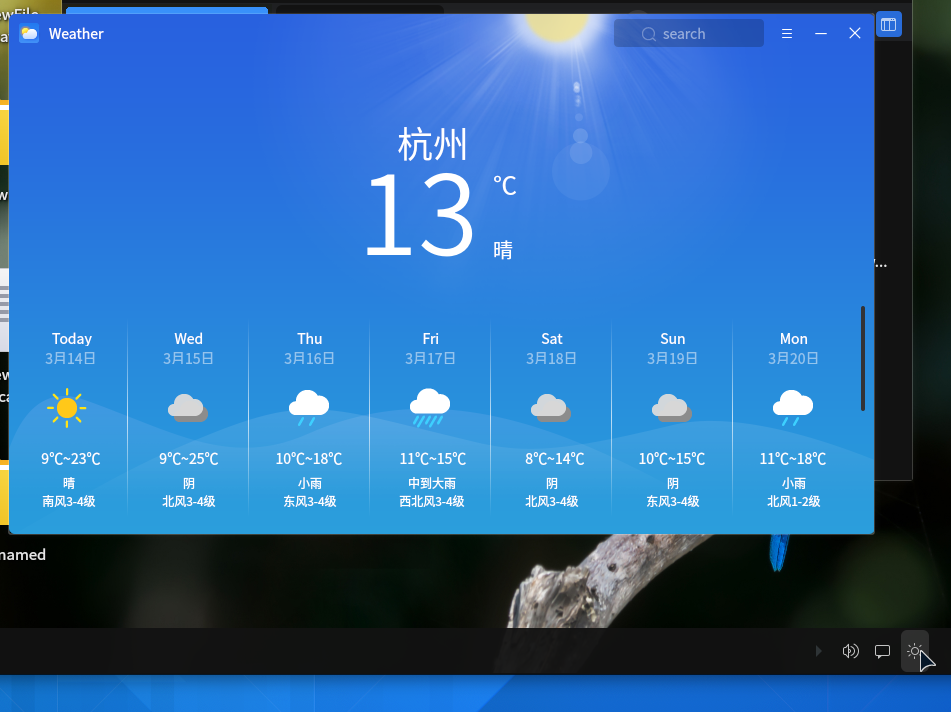 ewFile
Weather
search
杭州
13
℃
晴
Today
3月14日
9℃~23℃
晴
南风3-4级
Wed
3月15日
9℃~25℃
阴
北风3-4级
Thu
3月16日
10℃~18℃
小雨
东风3-4级
Fri
3月17日
11℃~15℃
中到大雨
西北风3-4级
Sat
3月18日
8℃~14℃
阴
北风3-4级
Sun
3月19日
10℃~15℃
阴
东风3-4级
Mon
3月20日
11℃~18℃
小雨
北风1-2级
named